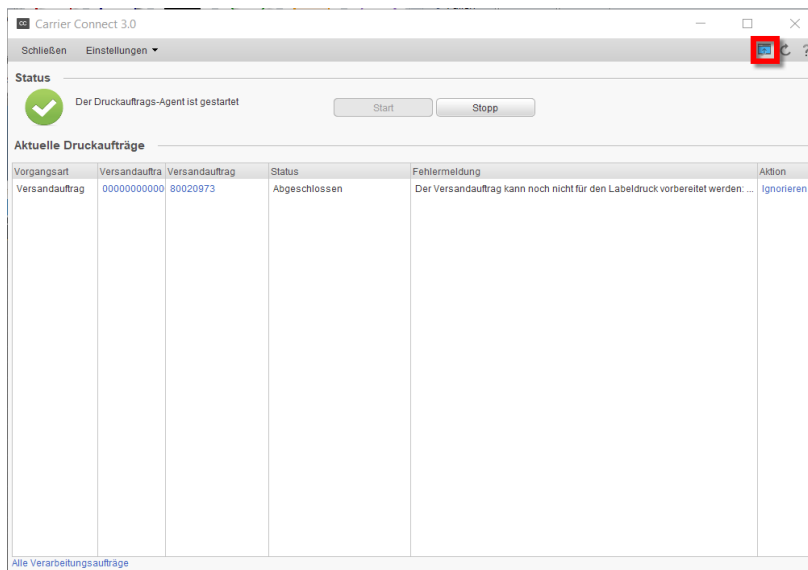 CC Carrier Connect 3.0
Schließen Einstellungen ?
Status
Der Druckauftrags-Agent ist gestartet Start Stopp
Aktuelle Druckaufträge
Vorgangsart Versandauftra Versandauftrag Status Fehlermeldung Aktion
Versandauftrag 00000000000 80020973 Abgeschlossen Der Versandauftrag kann noch nicht für den Labeldruck vorbereitet werden: ... Ignorieren
Alle Verarbeitungsaufträge